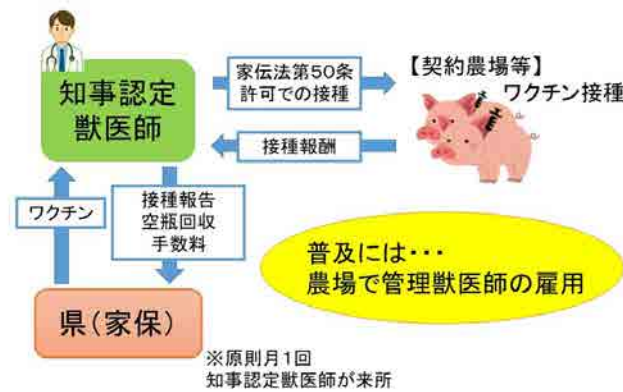 知事認定
獣医師
家伝法第50条
許可での接種
【契約農場等】
ワクチン接種
接種報酬
ワクチン
接種報告
空瓶回収
手数料
普及には・・・
農場で管理獣医師の雇用
県(家保)
※原則月1回
知事認定獣医師が来所